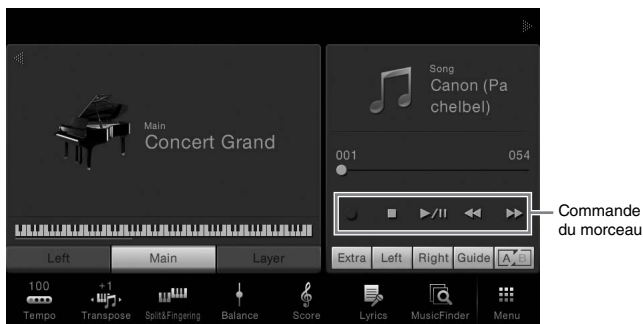 Main
Concert Grand
Song
Canon (Pa
chelbel)
001
054
Commande
du morceau
Left
Main
Layer
Extra
Left
Right
Guide
A B
100
+1
Tempo
Transpose
Split&Fingering
Balance
Score
Lyrics
MusicFinder
Menu